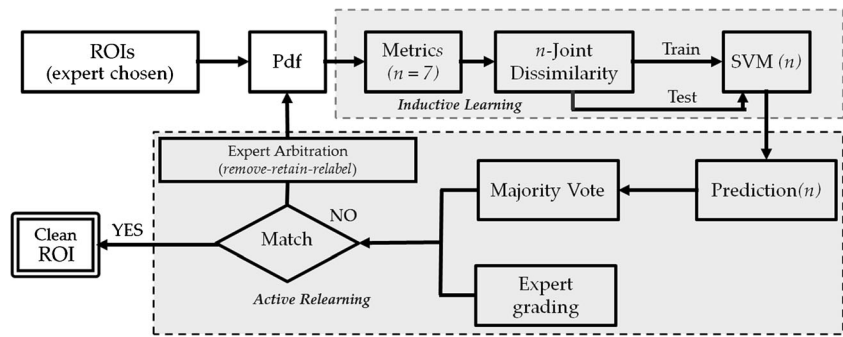 ROIs
(expert chosen)
Pdf
Metrics
(n = 7)
n-Joint
Dissimilarity
Train
Test
SVM (n)
Inductive Learning
Expert Arbitration
(remove-retain-relabel)
Majority Vote
Prediction(n)
NO
YES
Match
Clean
ROI
Expert
grading
Active Relearning